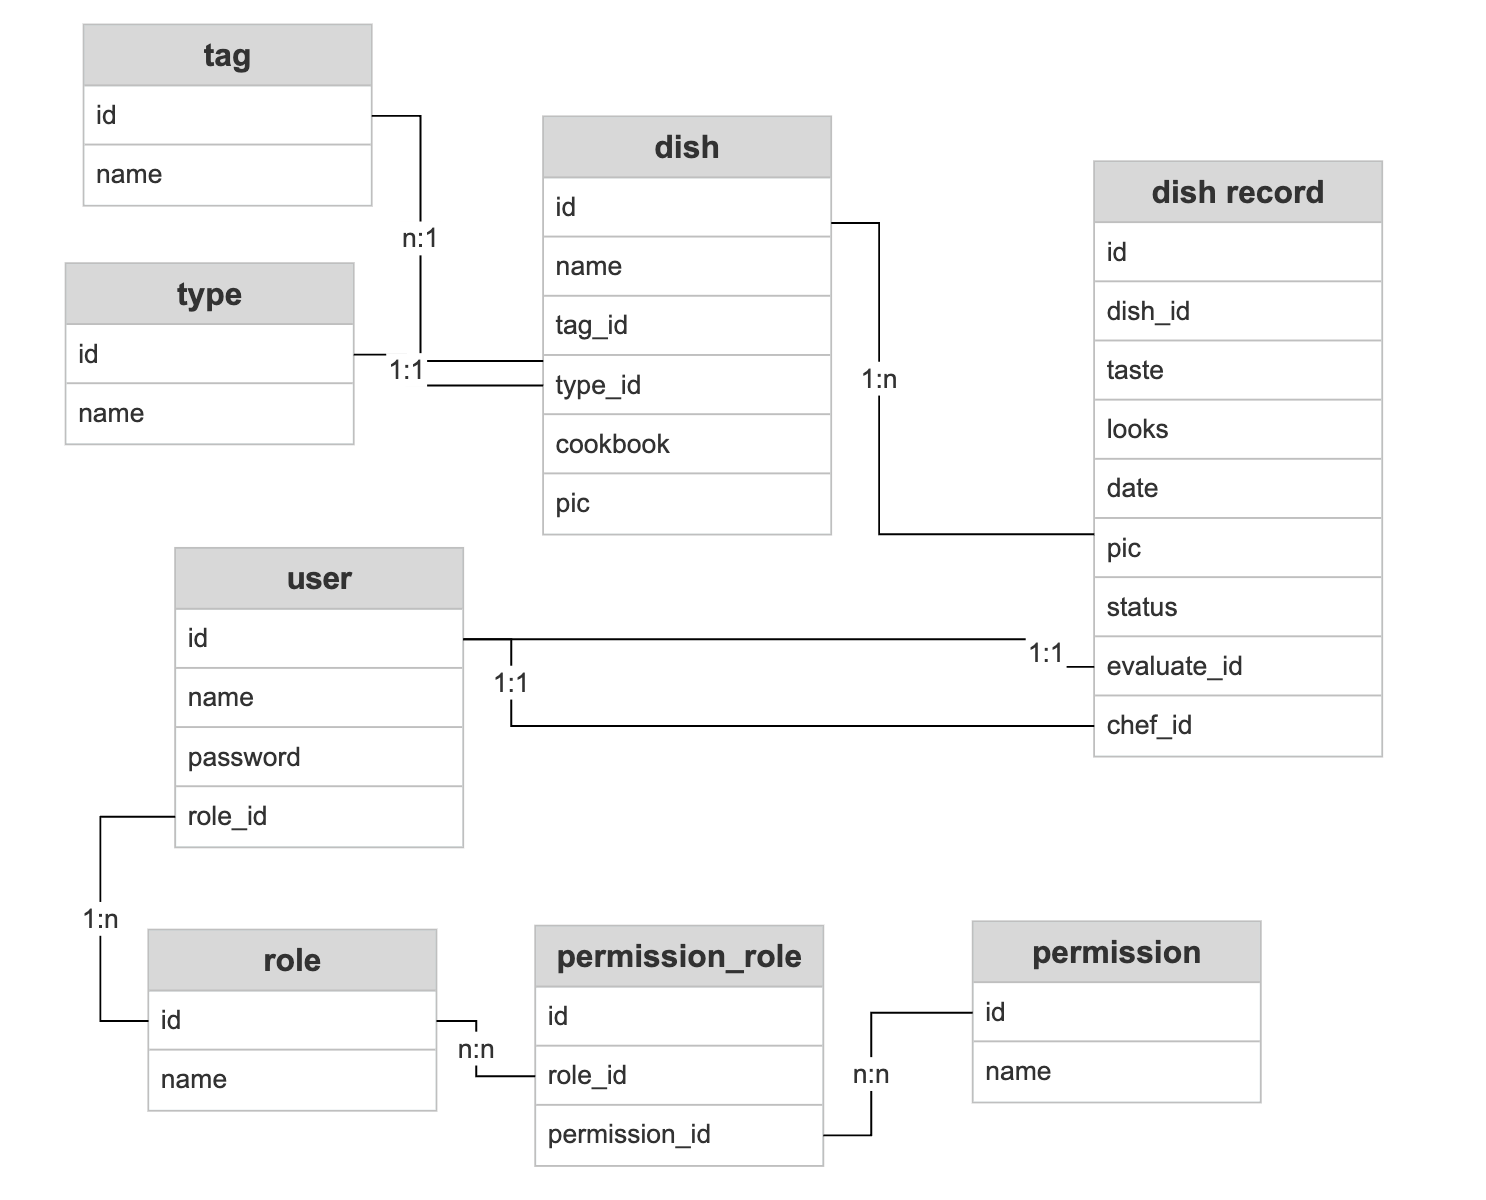 tag
id
name
n:1
type
id
name
1:1
dish
id
name
tag_id
type_id
cookbook
pic
1:n
dish record
id
dish_id
taste
looks
date
pic
status
evaluate_id
chef_id
user
id
name
password
role_id
1:1
1:1
1:n
role
id
name
n:n
permission_role
id
role_id
permission_id
n:n
permission
id
name